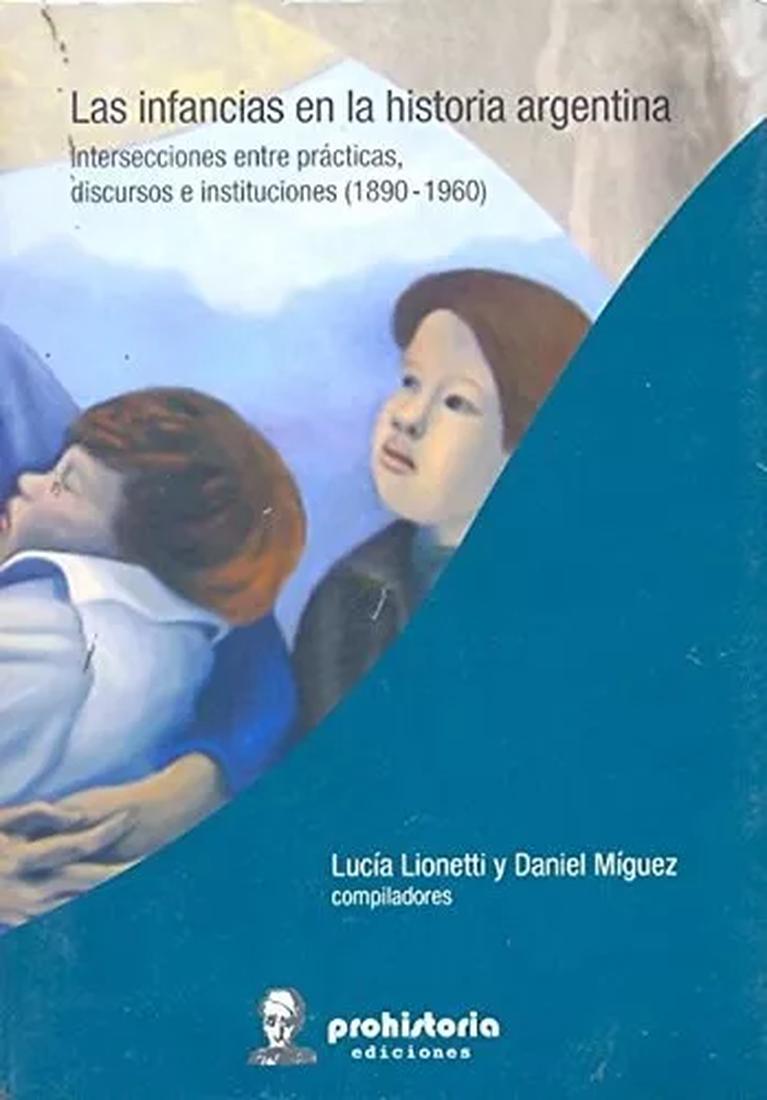 Las infancias en la historia argentina
Intersecciones entre prácticas,
discursos e instituciones (1890-1960)
Lucía Lionetti y Daniel Míguez
compiladores
prohistoria
ediciones